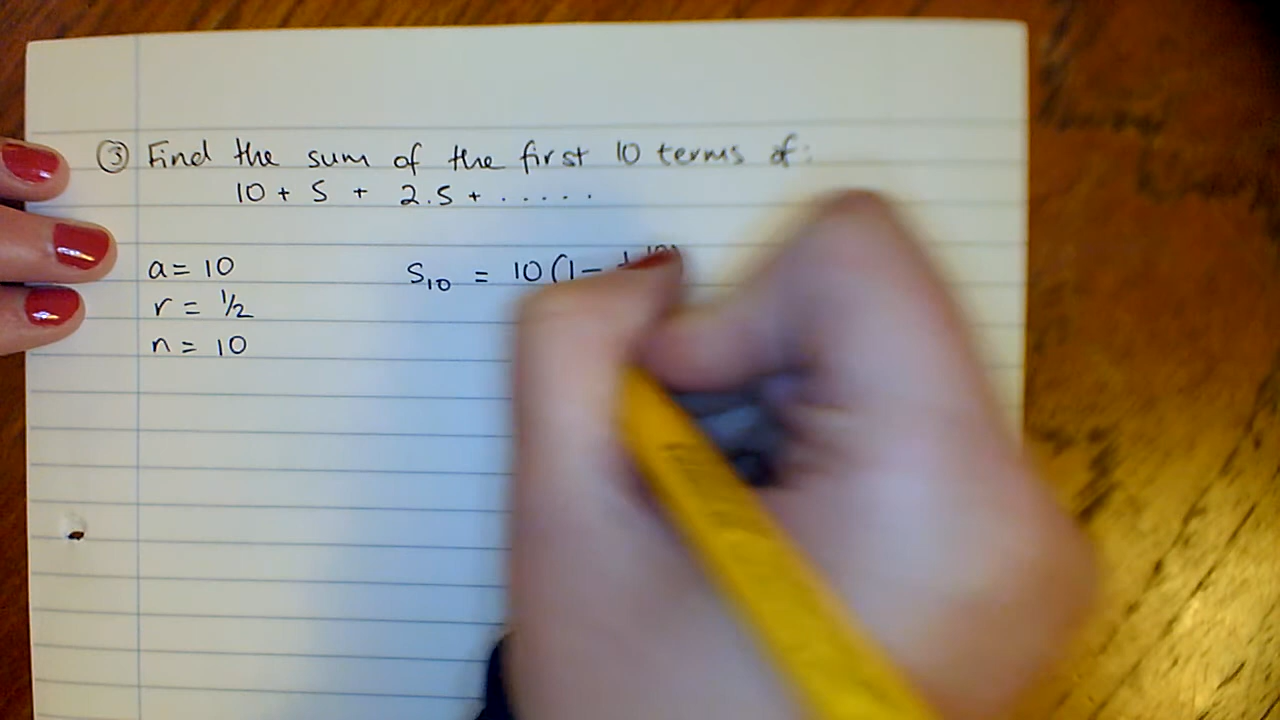 ③ Find the sum of the first 10 terms of:
10 + 5 + 2.5 + .....
a = 10
S₁₀ = 10(1 -
r = ½
n = 10